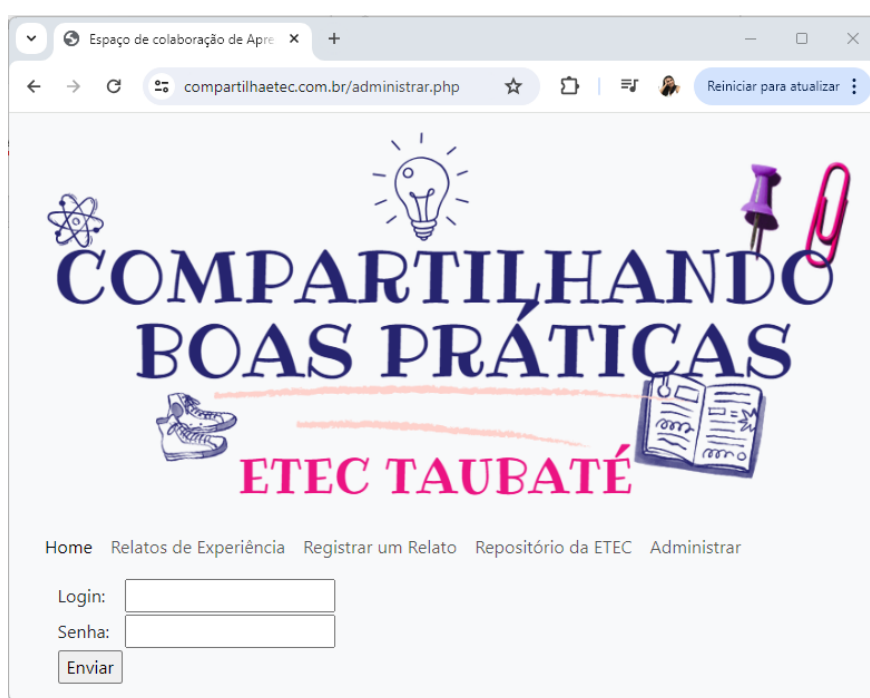 Espaço de colaboração de Apre
compartilhaetec.com.br/administrar.php
Reiniciar para atualizar
COMPARTILHANDO
BOAS PRÁTICAS
ETEC TAUBATÉ
Home Relatos de Experiência Registrar um Relato Repositório da ETEC Administrar
Login:
Senha:
Enviar